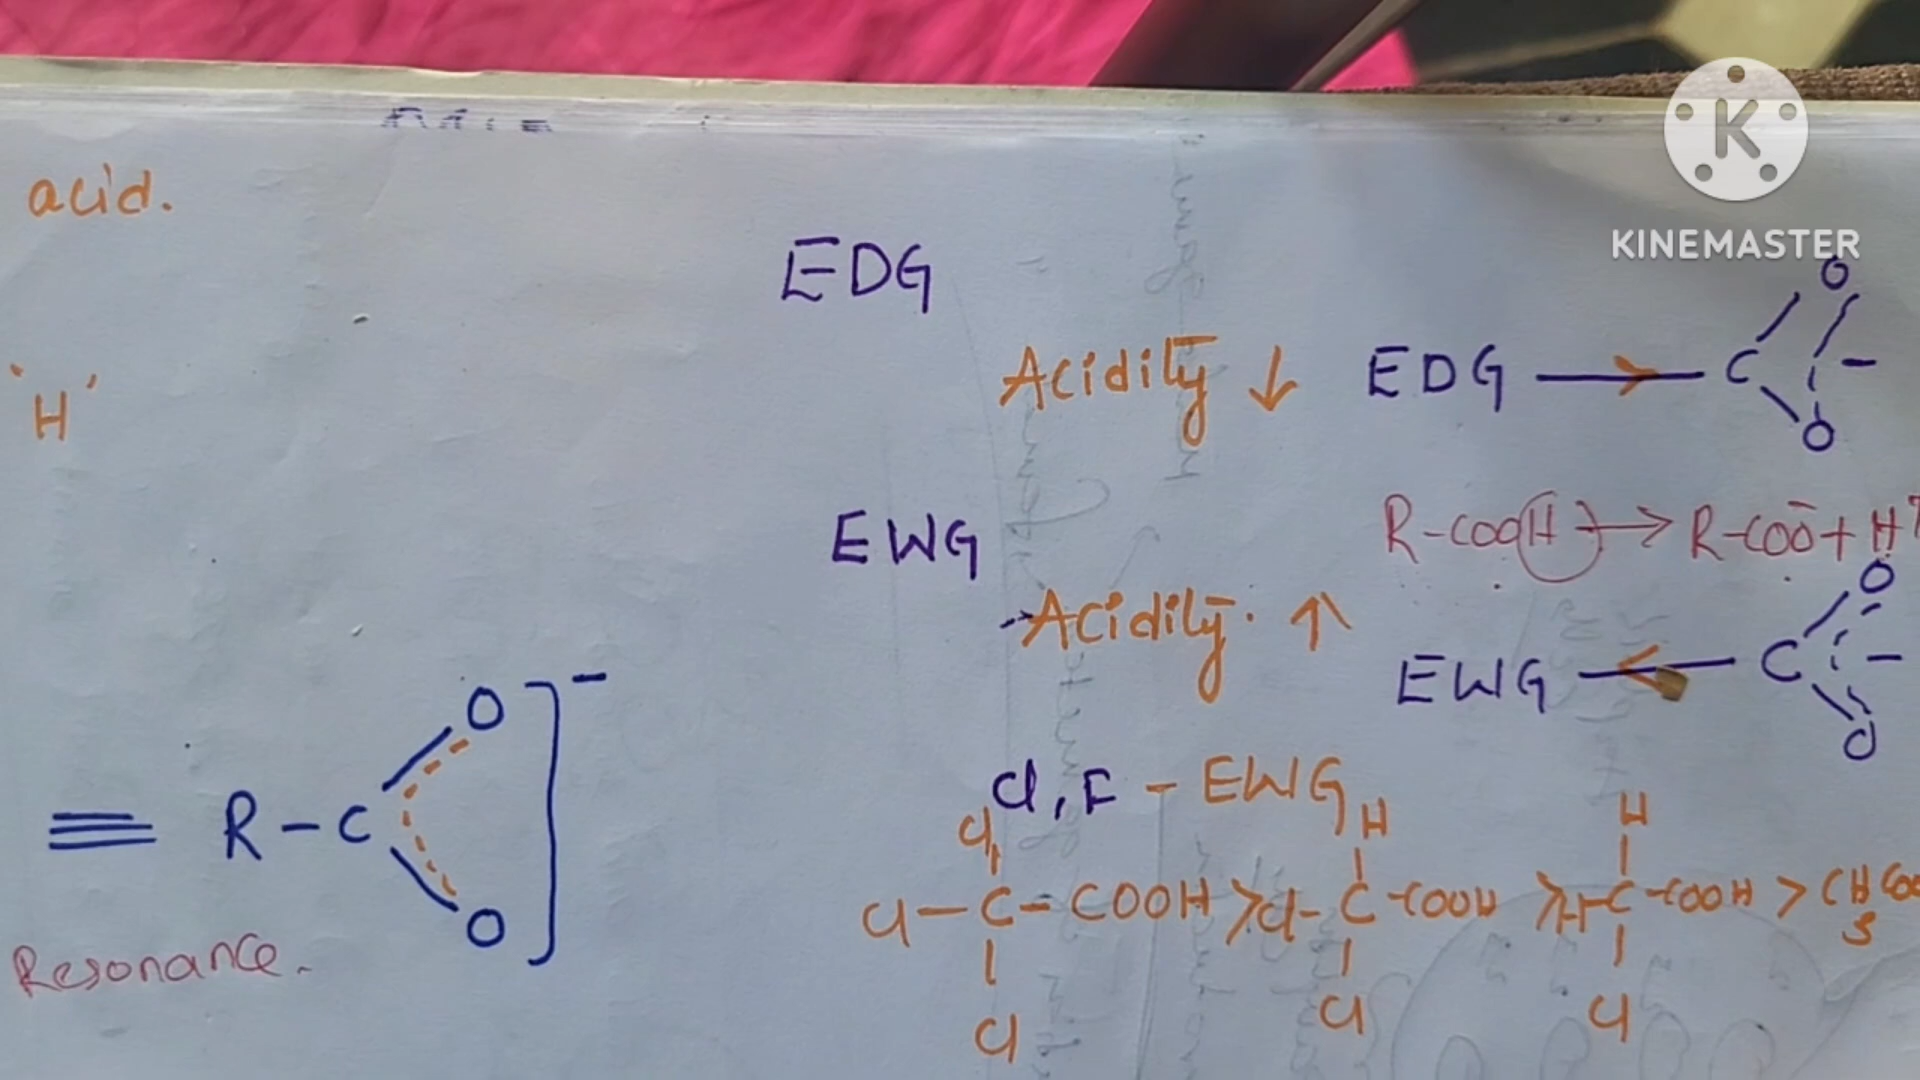 KINEMASTER
acid.
EDG
O
Acidity ↓ EDG → C -
O
'H'
R-COOH → R-COO⁻ + H⁺
EWG
O
Acidity. ↑
EWG ← C -
O
O ]⁻
≡ R - C
O
Cl, F - EWG
Cl H H
Cl - C - COOH > Cl - C - COOH > H - C - COOH > CH3COO
Cl Cl Cl
Resonance.